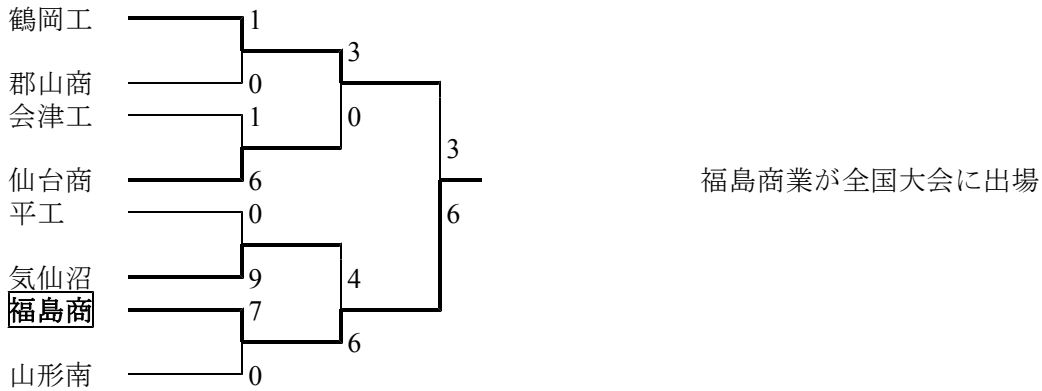 鶴岡工 1
3
郡山商 0
会津工 1 0
3
仙台商 6 福島商業が全国大会に出場
平工 0 6
気仙沼 9 4
福島商 7
6
山形南 0